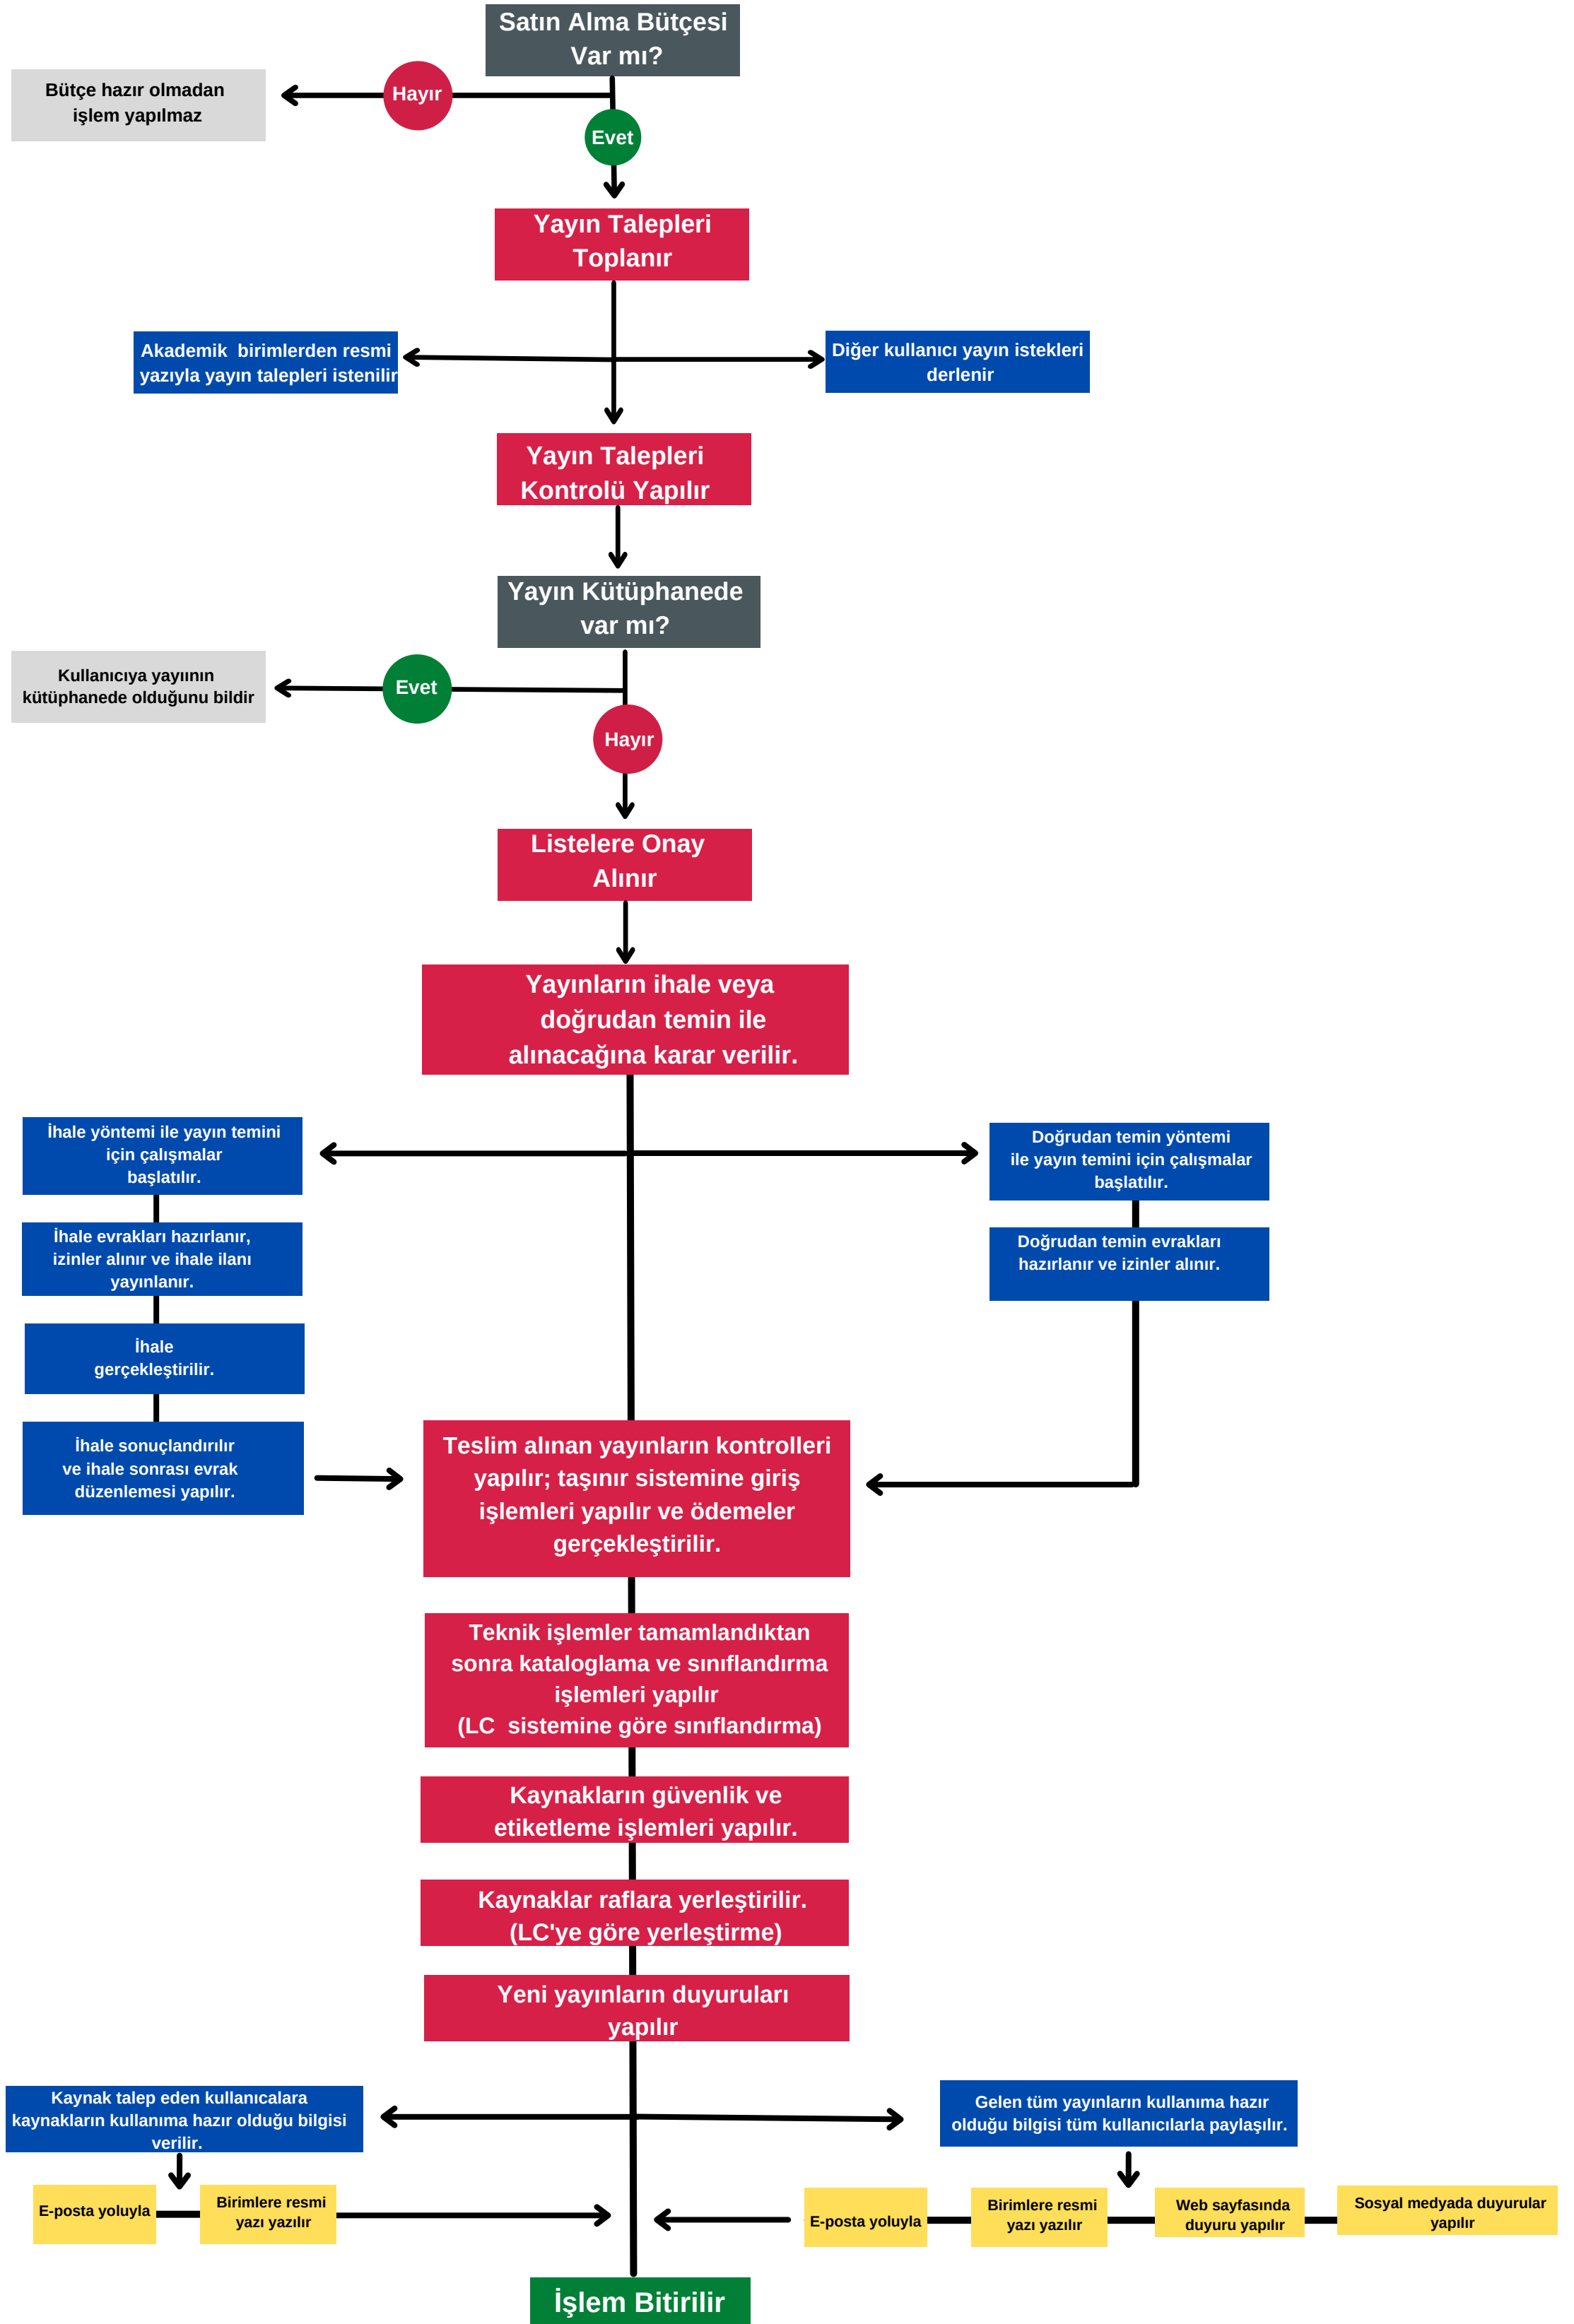 Satın Alma Bütçesi
Var mı?
Hayır
Bütçe hazır olmadan
işlem yapılmaz
Evet
Yayın Talepleri
Toplanır
Akademik  birimlerden resmi
yazıyla yayın talepleri istenilir
Diğer kullanıcı yayın istekleri
derlenir
Yayın Talepleri
Kontrolü Yapılır
Yayın Kütüphanede
var mı?
Evet
Kullanıcıya yayıının
kütüphanede olduğunu bildir
Hayır
Listelere Onay
Alınır
Yayınların ihale veya
doğrudan temin ile
alınacağına karar verilir.
İhale yöntemi ile yayın temini
için çalışmalar
başlatılır.
İhale evrakları hazırlanır,
izinler alınır ve ihale ilanı
yayınlanır.
İhale
gerçekleştirilir.
İhale sonuçlandırılır
ve ihale sonrası evrak
düzenlemesi yapılır.
Doğrudan temin yöntemi
ile yayın temini için çalışmalar
başlatılır.
Doğrudan temin evrakları
hazırlanır ve izinler alınır.
Teslim alınan yayınların kontrolleri
yapılır; taşınır sistemine giriş
işlemleri yapılır ve ödemeler
gerçekleştirilir.
Teknik işlemler tamamlandıktan
sonra kataloglama ve sınıflandırma
işlemleri yapılır
(LC  sistemine göre sınıflandırma)
Kaynakların güvenlik ve
etiketleme işlemleri yapılır.
Kaynaklar raflara yerleştirilir.
(LC'ye göre yerleştirme)
Yeni yayınların duyuruları
yapılır
Kaynak talep eden kullanıcalara
kaynakların kullanıma hazır olduğu bilgisi
verilir.
E-posta yoluyla
Birimlere resmi
yazı yazılır
Gelen tüm yayınların kullanıma hazır
olduğu bilgisi tüm kullanıcılarla paylaşılır.
E-posta yoluyla
Birimlere resmi
yazı yazılır
Web sayfasında
duyuru yapılır
Sosyal medyada duyurular
yapılır
İşlem Bitirilir